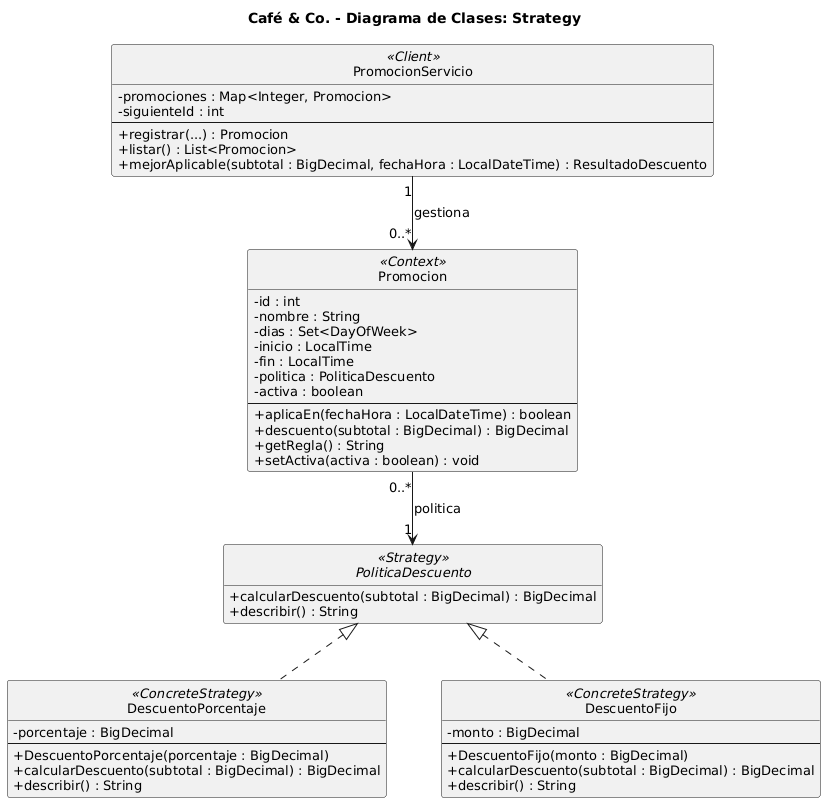 Café & Co. - Diagrama de Clases: Strategy
«Client»
PromocionServicio
-promociones : Map<Integer, Promocion>
-siguienteId : int
+registrar(...) : Promocion
+listar() : List<Promocion>
+mejorAplicable(subtotal : BigDecimal, fechaHora : LocalDateTime) : ResultadoDescuento
1
gestiona
0..*
«Context»
Promocion
-id : int
-nombre : String
-dias : Set<DayOfWeek>
-inicio : LocalTime
-fin : LocalTime
-politica : PoliticaDescuento
-activa : boolean
+aplicaEn(fechaHora : LocalDateTime) : boolean
+descuento(subtotal : BigDecimal) : BigDecimal
+getRegla() : String
+setActiva(activa : boolean) : void
0..*
politica
1
«Strategy»
PoliticaDescuento
+calcularDescuento(subtotal : BigDecimal) : BigDecimal
+describir() : String
«ConcreteStrategy»
DescuentoPorcentaje
-porcentaje : BigDecimal
+DescuentoPorcentaje(porcentaje : BigDecimal)
+calcularDescuento(subtotal : BigDecimal) : BigDecimal
+describir() : String
«ConcreteStrategy»
DescuentoFijo
-monto : BigDecimal
+DescuentoFijo(monto : BigDecimal)
+calcularDescuento(subtotal : BigDecimal) : BigDecimal
+describir() : String